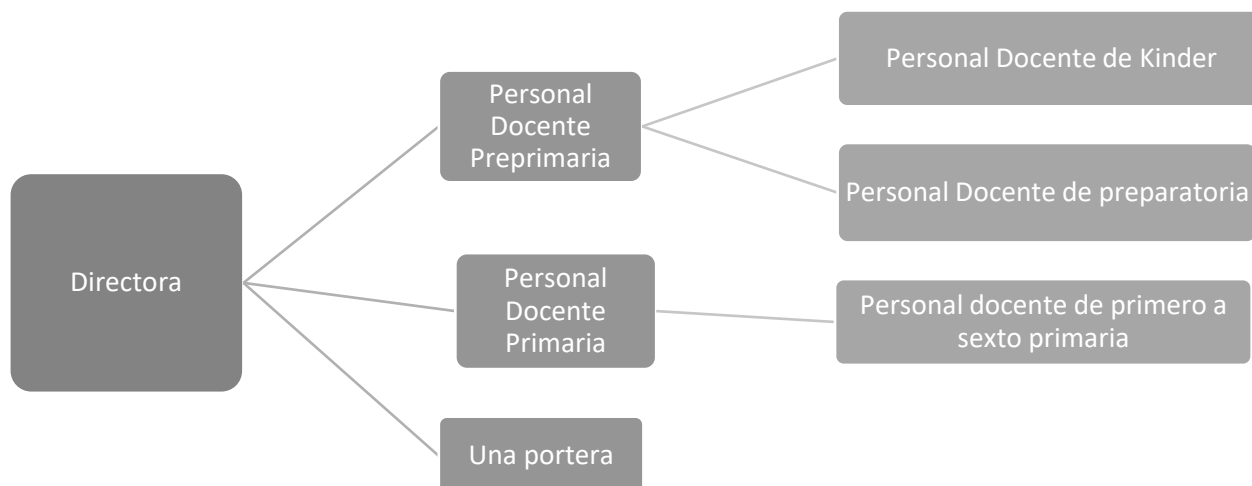 Directora
Personal
Docente
Preprimaria
Personal
Docente
Primaria
Una portera
Personal Docente de Kinder
Personal Docente de preparatoria
Personal docente de primero a
sexto primaria